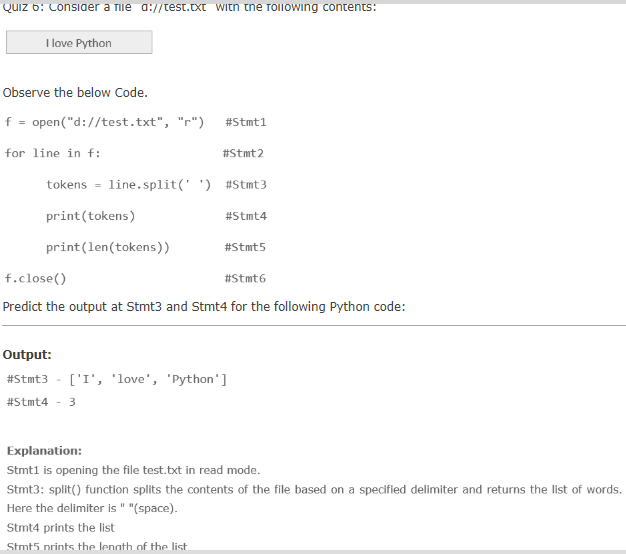 Quiz 6: Consider a file "d://test.txt" with the following contents:
I love Python
Observe the below Code.
f = open("d://test.txt", "r") #Stmt1
for line in f: #Stmt2
tokens = line.split(' ') #Stmt3
print(tokens) #Stmt4
print(len(tokens)) #Stmt5
f.close() #Stmt6
Predict the output at Stmt3 and Stmt4 for the following Python code:
Output:
#Stmt3 - ['I', 'love', 'Python']
#Stmt4 - 3
Explanation:
Stmt1 is opening the file test.txt in read mode.
Stmt3: split() function splits the contents of the file based on a specified delimiter and returns the list of words.
Here the delimiter is " "(space).
Stmt4 prints the list
Stmt5 prints the length of the list